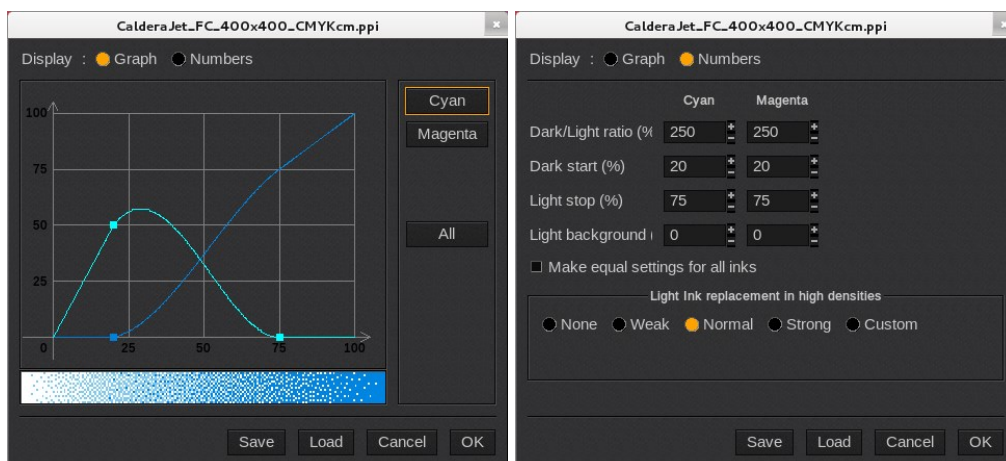 CalderaJet_FC_400x400_CMYKcm.ppi
Display : Graph Numbers
100
75
50
25
0 25 50 75 100
Cyan
Magenta
All
Save Load Cancel OK
CalderaJet_FC_400x400_CMYKcm.ppi
Display : Graph Numbers
Cyan Magenta
Dark/Light ratio (% 250 250
Dark start (%) 20 20
Light stop (%) 75 75
Light background ( 0 0
Make equal settings for all inks
Light Ink replacement in high densities
None Weak Normal Strong Custom
Save Load Cancel OK